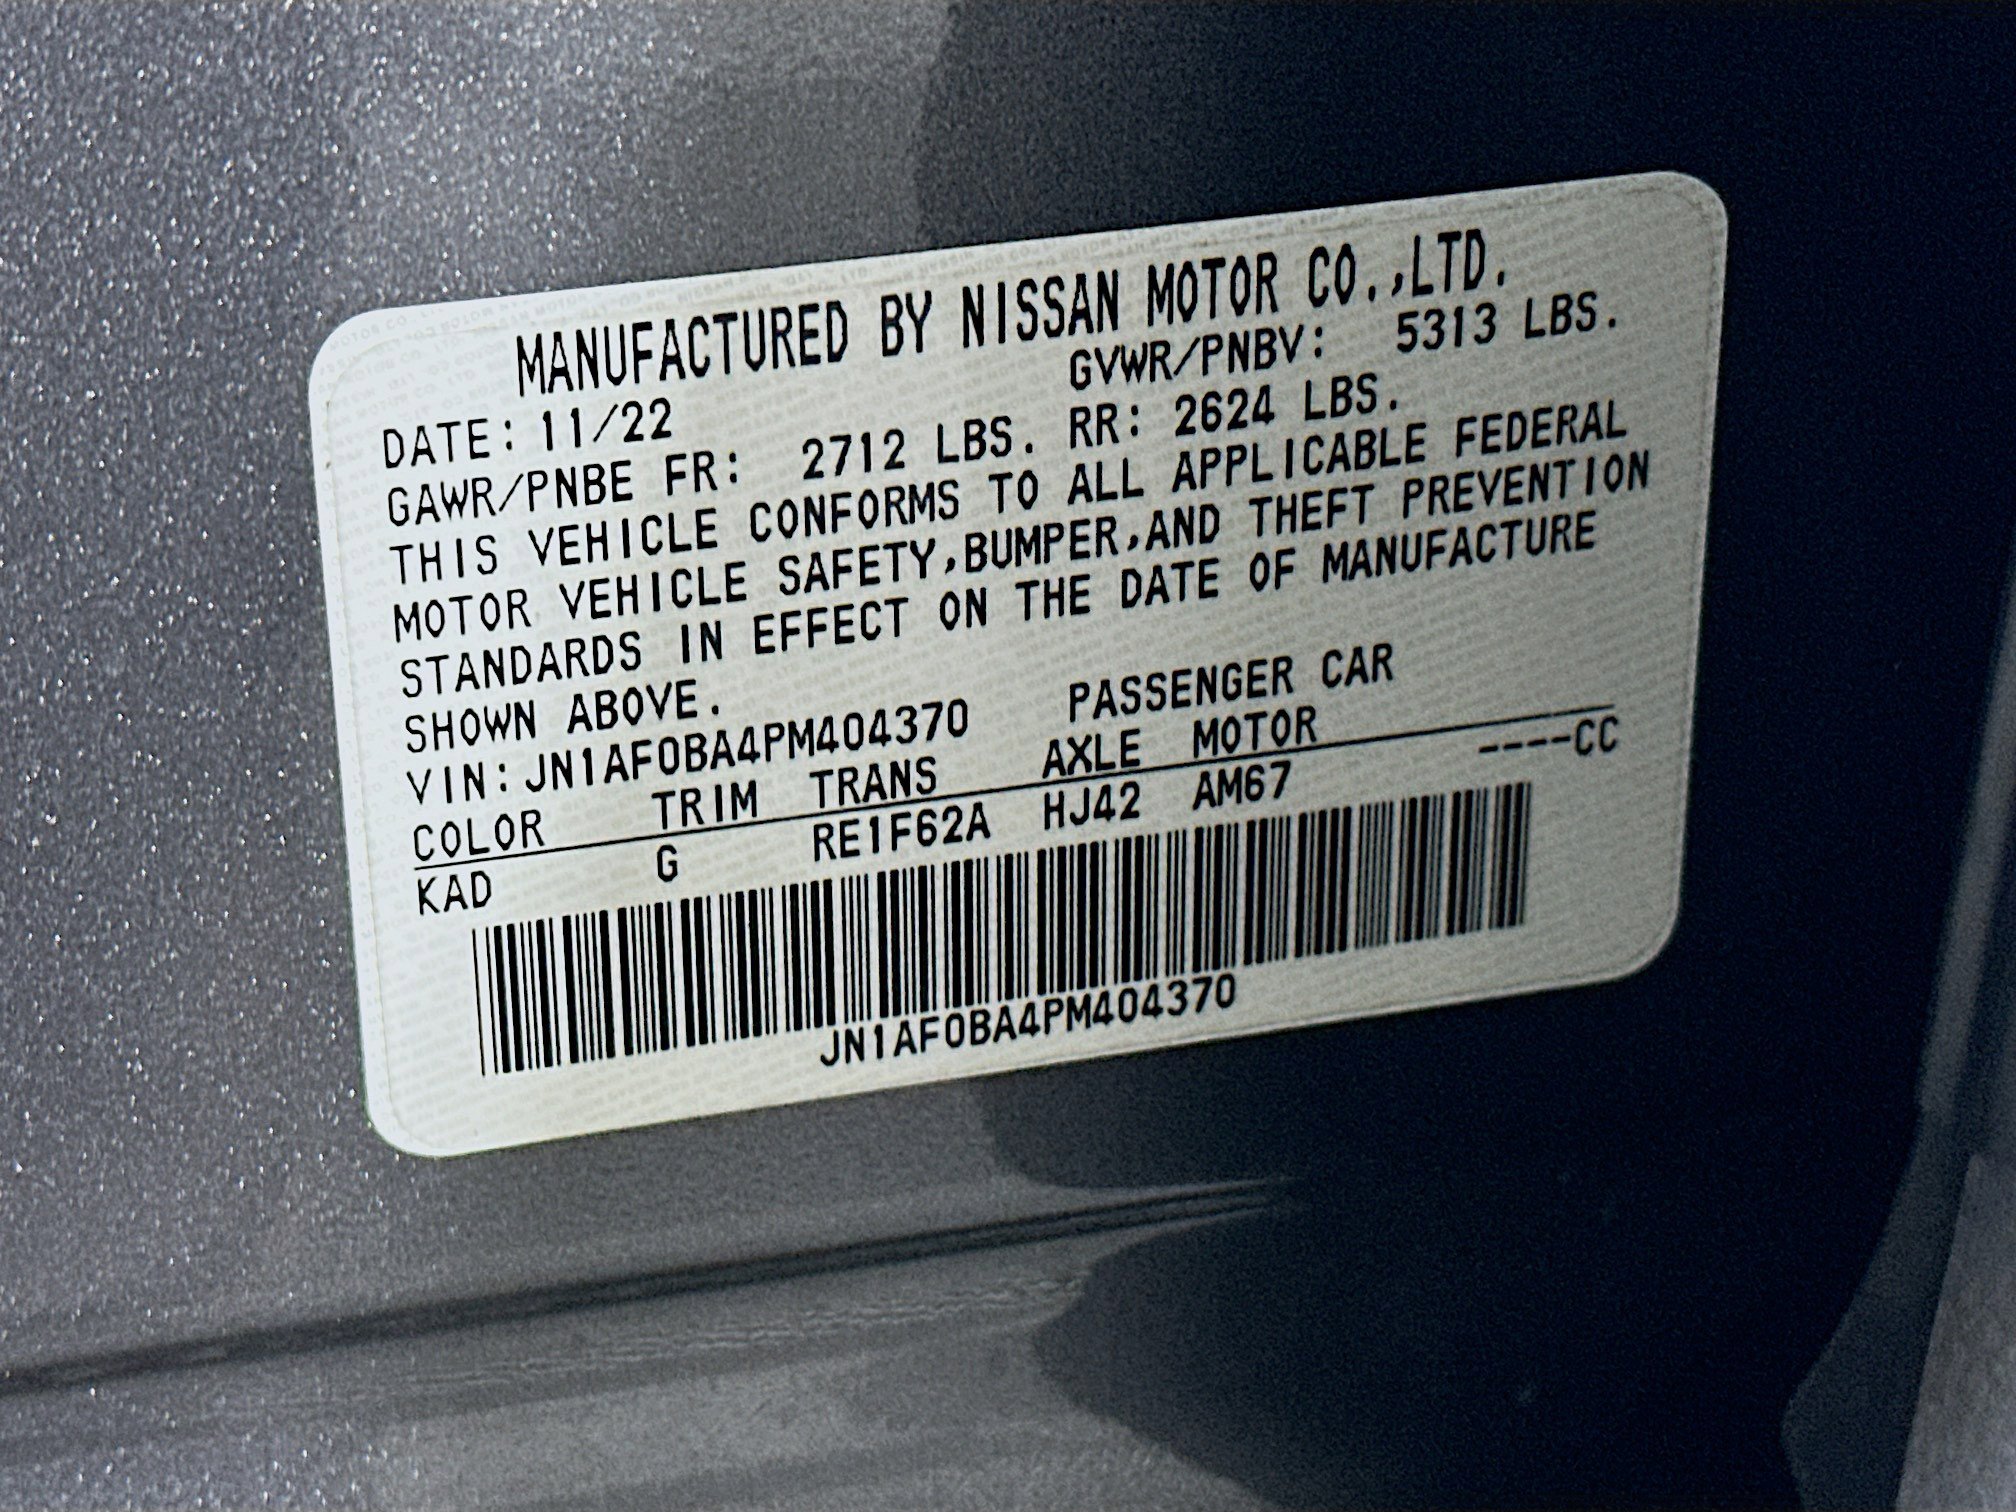 MANUFACTURED BY NISSAN MOTOR CO.,LTD.
DATE: 11/22 GVWR/PNBV: 5313 LBS.
GAWR/PNBE FR: 2712 LBS. RR: 2624 LBS.
THIS VEHICLE CONFORMS TO ALL APPLICABLE FEDERAL
MOTOR VEHICLE SAFETY,BUMPER,AND THEFT PREVENTION
STANDARDS IN EFFECT ON THE DATE OF MANUFACTURE
SHOWN ABOVE.
VIN:JN1AF0BA4PM404370 PASSENGER CAR
COLOR TRIM TRANS AXLE MOTOR
KAD G RE1F62A HJ42 AM67 ----CC
JN1AF0BA4PM404370